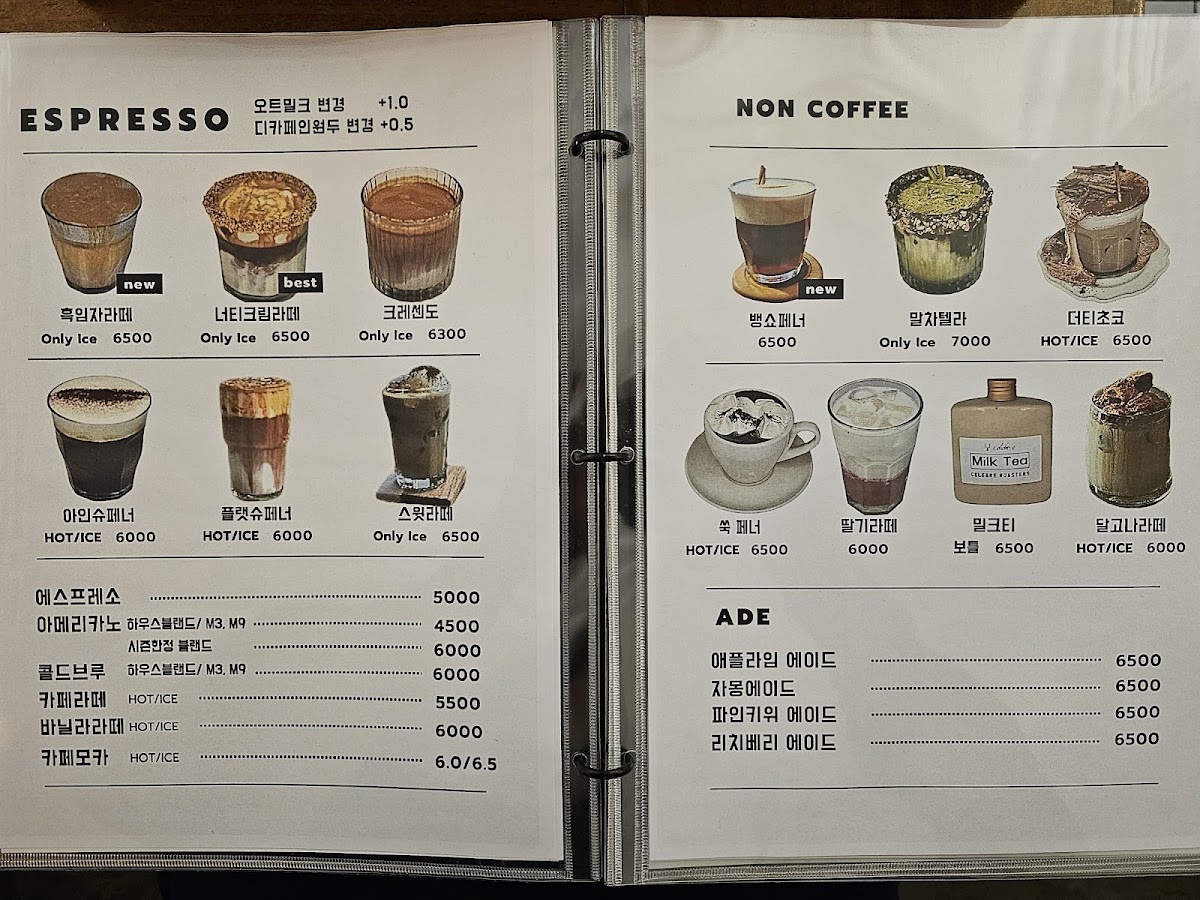 ESPRESSO
오트밀크 변경 +1.0
디카페인원두 변경 +0.5
new
best
흑임자라떼
Only Ice 6500
너티크림라떼
Only Ice 6500
크레센도
Only Ice 6300
아인슈페너
HOT/ICE 6000
플랫슈페너
HOT/ICE 6000
스윗라떼
Only Ice 6500
에스프레소 5000
아메리카노 하우스블랜드/ M3, M9 4500
시즌한정 블랜드 6000
콜드브루 하우스블랜드/ M3, M9 6000
카페라떼 HOT/ICE 5500
바닐라라떼 HOT/ICE 6000
카페모카 HOT/ICE 6.0/6.5
NON COFFEE
new
뱅쇼페너
6500
말차텔라
Only Ice 7000
더티초코
HOT/ICE 6500
Milk Tea
쑥 페너
HOT/ICE 6500
딸기라떼
6000
밀크티
보틀 6500
달고나라떼
HOT/ICE 6000
ADE
애플라임 에이드 6500
자몽에이드 6500
파인키위 에이드 6500
리치베리 에이드 6500